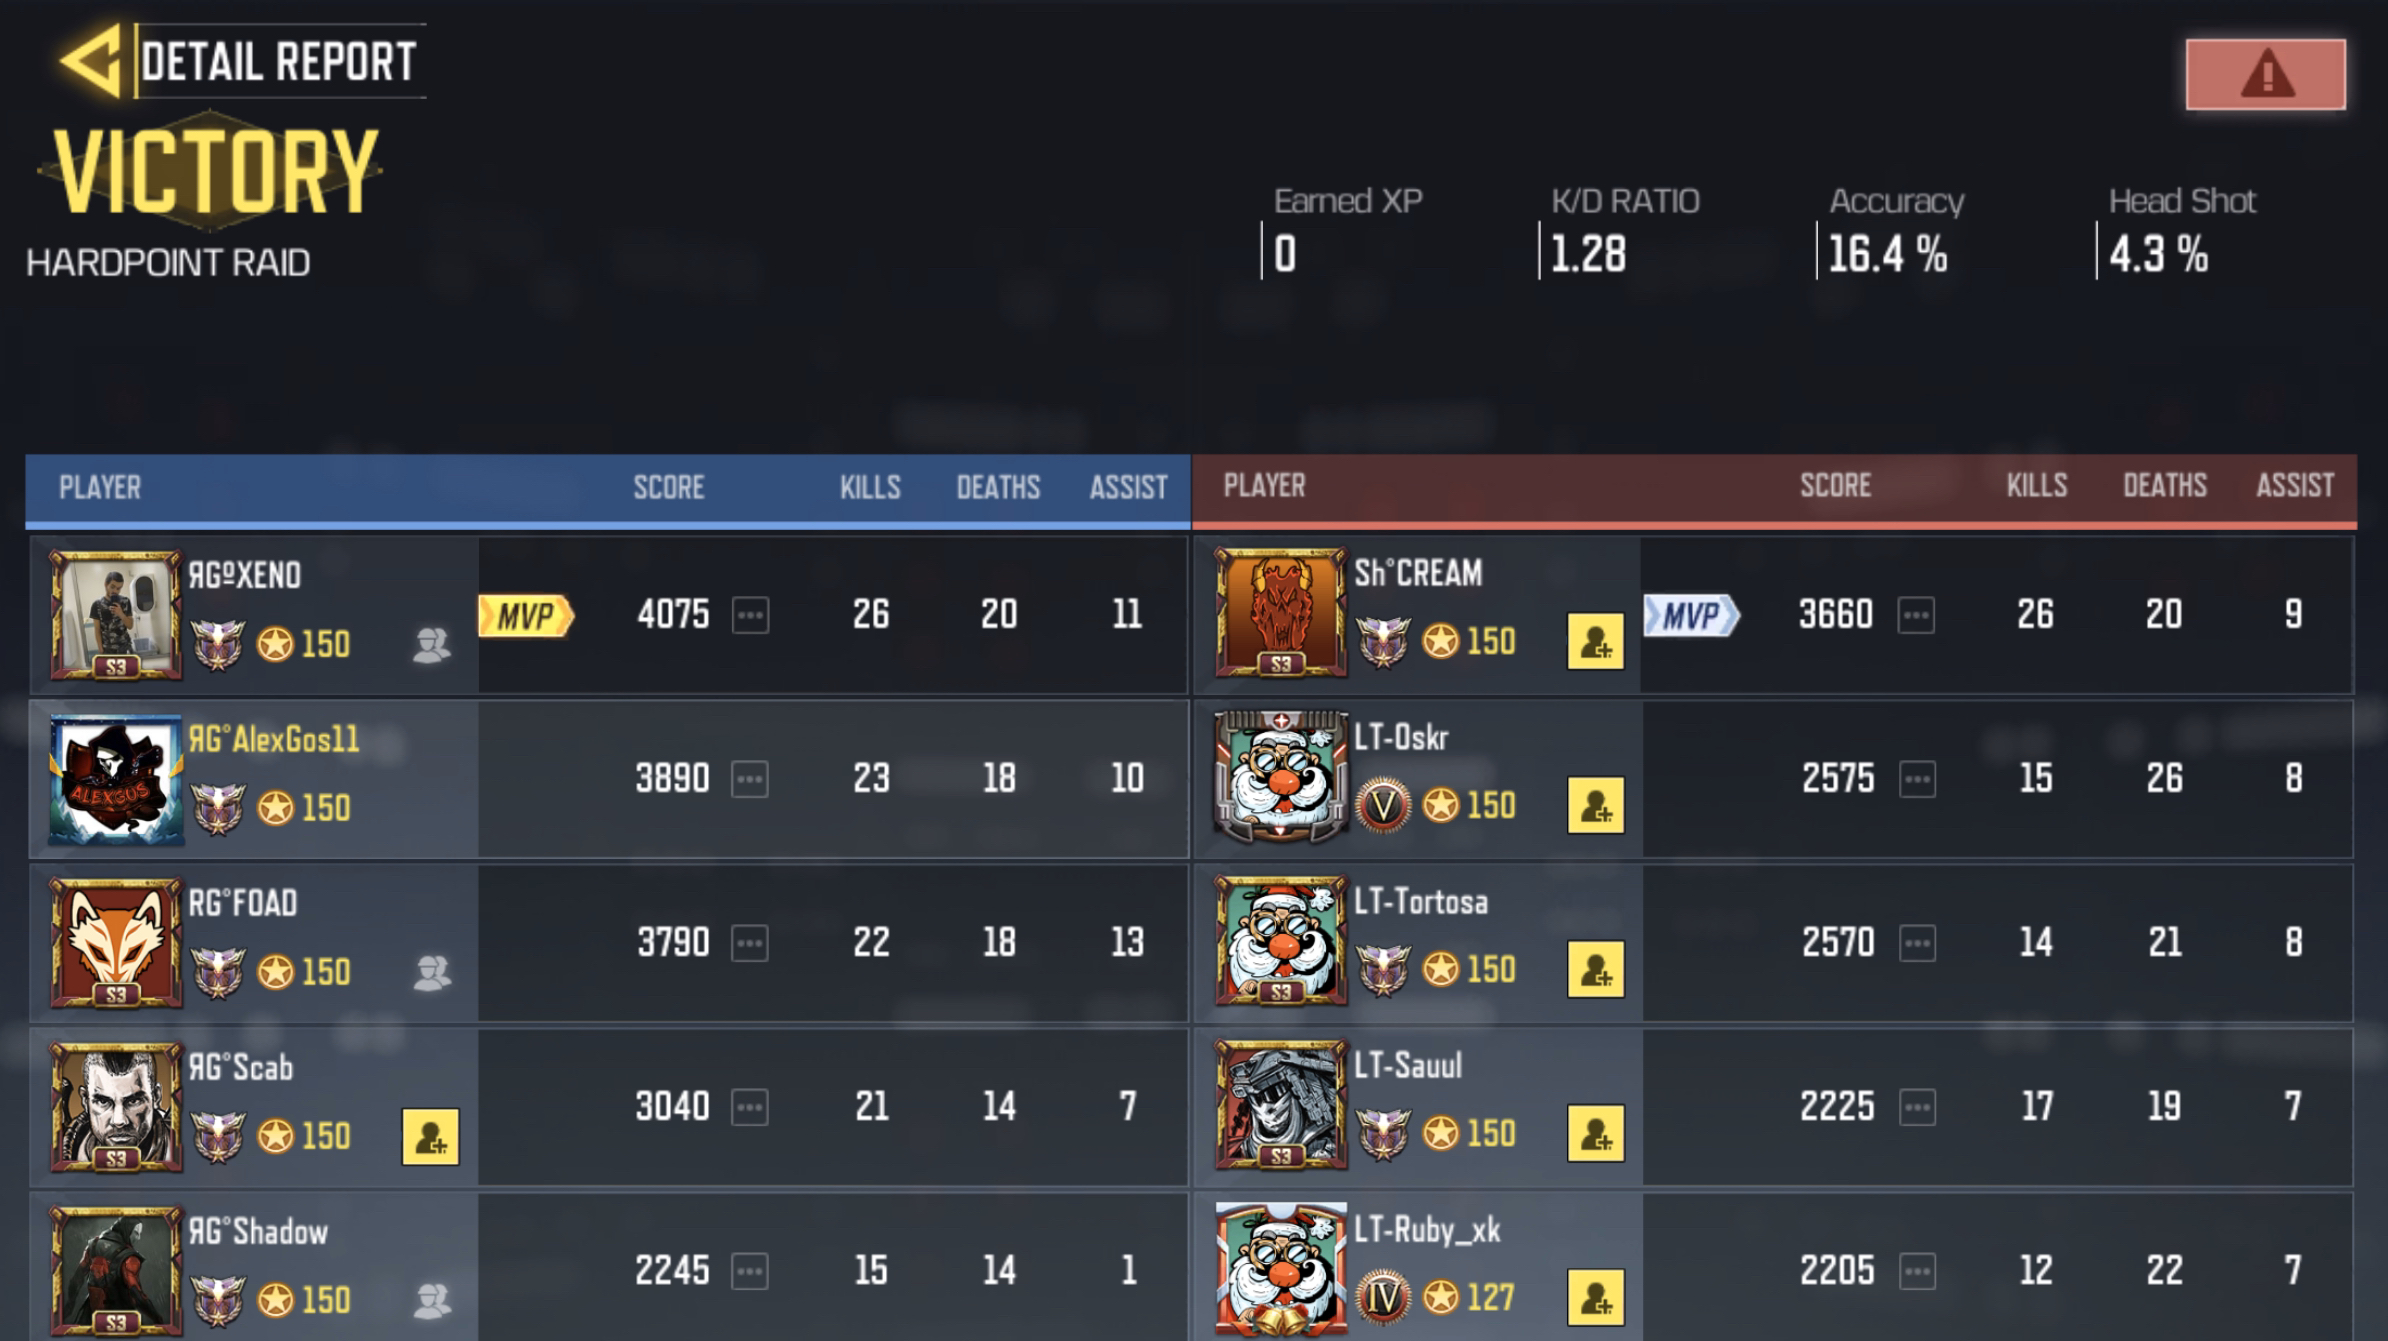 DETAIL REPORT
VICTORY
HARDPOINT RAID
Earned XP
0
K/D RATIO
1.28
Accuracy
16.4 %
Head Shot
4.3 %
PLAYER SCORE KILLS DEATHS ASSIST
ЯGºXENO
S3 150 MVP 4075 26 20 11
ЯG°AlexGos11
ALEXGOS 150 3890 23 18 10
RG°FOAD
S3 150 3790 22 18 13
ЯG°Scab
S3 150 3040 21 14 7
ЯG°Shadow
S3 150 2245 15 14 1
PLAYER SCORE KILLS DEATHS ASSIST
Sh°CREAM
S3 150 MVP 3660 26 20 9
LT-Oskr
V 150 2575 15 26 8
LT-Tortosa
S3 150 2570 14 21 8
LT-Sauul
S3 150 2225 17 19 7
LT-Ruby_xk
IV 127 2205 12 22 7